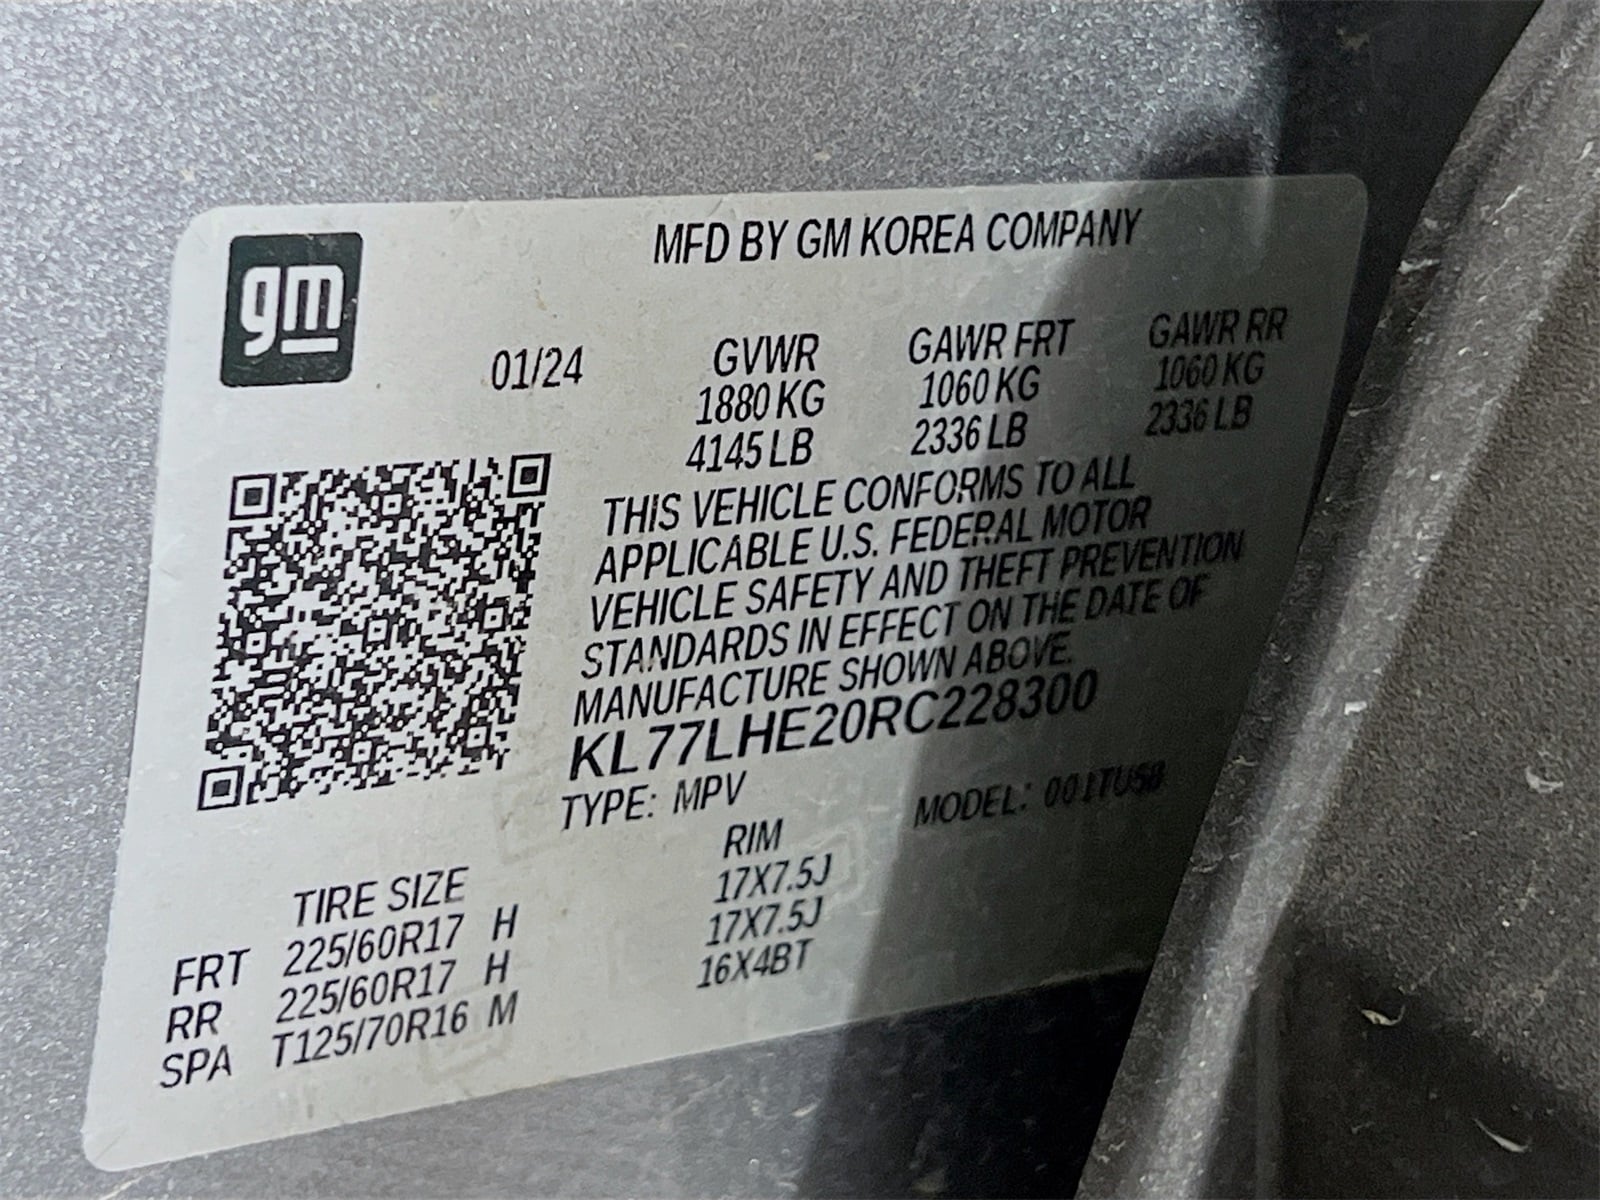 gm
MFD BY GM KOREA COMPANY
01/24 GVWR GAWR FRT GAWR RR
1880 KG 1060 KG 1060 KG
4145 LB 2336 LB 2336 LB
THIS VEHICLE CONFORMS TO ALL
APPLICABLE U.S. FEDERAL MOTOR
VEHICLE SAFETY AND THEFT PREVENTION
STANDARDS IN EFFECT ON THE DATE OF
MANUFACTURE SHOWN ABOVE.
KL77LHE20RC228300
TYPE: MPV MODEL: 001TU58
TIRE SIZE RIM
FRT 225/60R17 H 17X7.5J
RR 225/60R17 H 17X7.5J
SPA T125/70R16 M 16X4BT